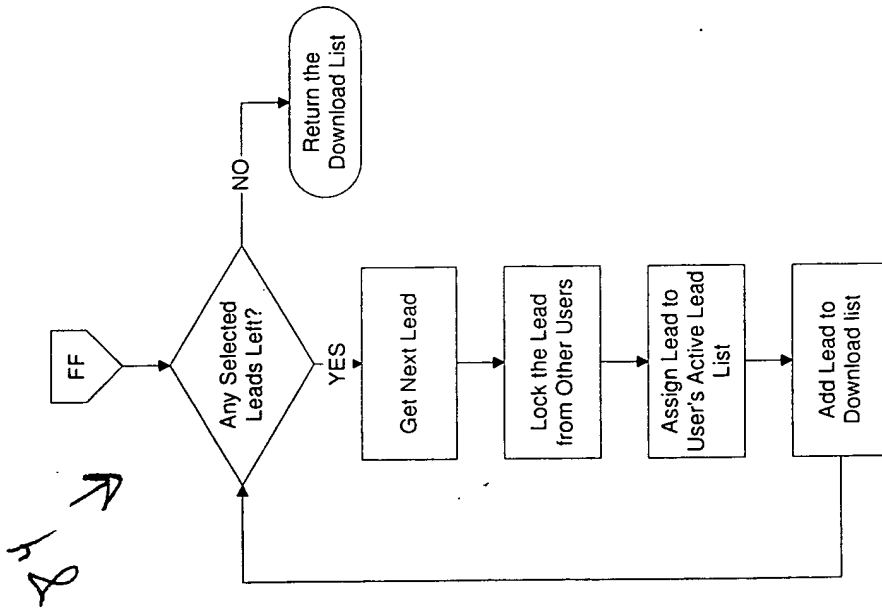 FF
Any Selected
Leads Left?
NO
Return the
Download List
YES
Get Next Lead
Lock the Lead
from Other Users
Assign Lead to
User's Active Lead
List
Add Lead to
Download list